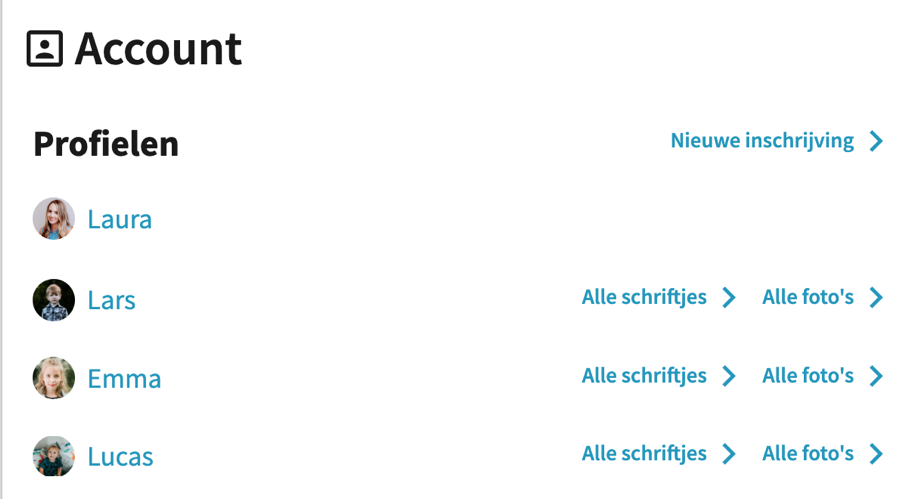 Account
Profielen
Nieuwe inschrijving
Laura
Lars
Alle schriftjes
Alle foto's
Emma
Alle schriftjes
Alle foto's
Lucas
Alle schriftjes
Alle foto's